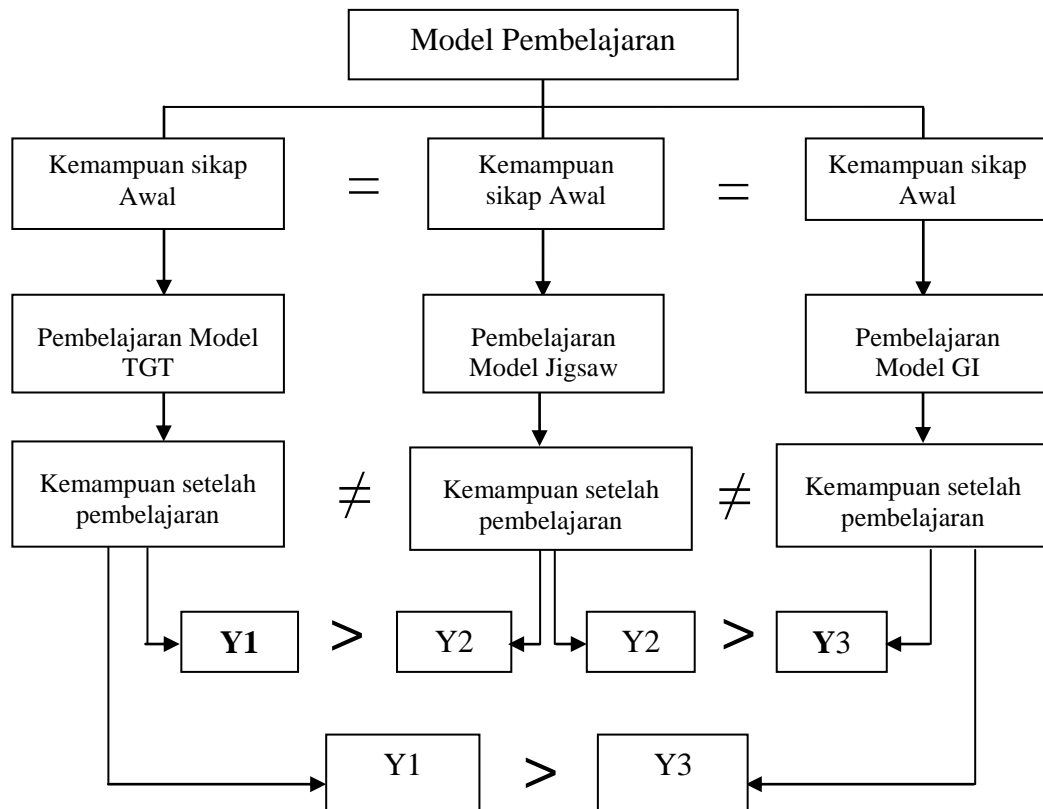 Model Pembelajaran
Kemampuan sikap
Awal
=
Kemampuan
sikap Awal
=
Kemampuan sikap
Awal
Pembelajaran Model
TGT
Pembelajaran
Model Jigsaw
Pembelajaran
Model GI
Kemampuan setelah
pembelajaran
≠
Kemampuan setelah
pembelajaran
≠
Kemampuan setelah
pembelajaran
Y1 > Y2 Y2 > Y3
Y1 > Y3